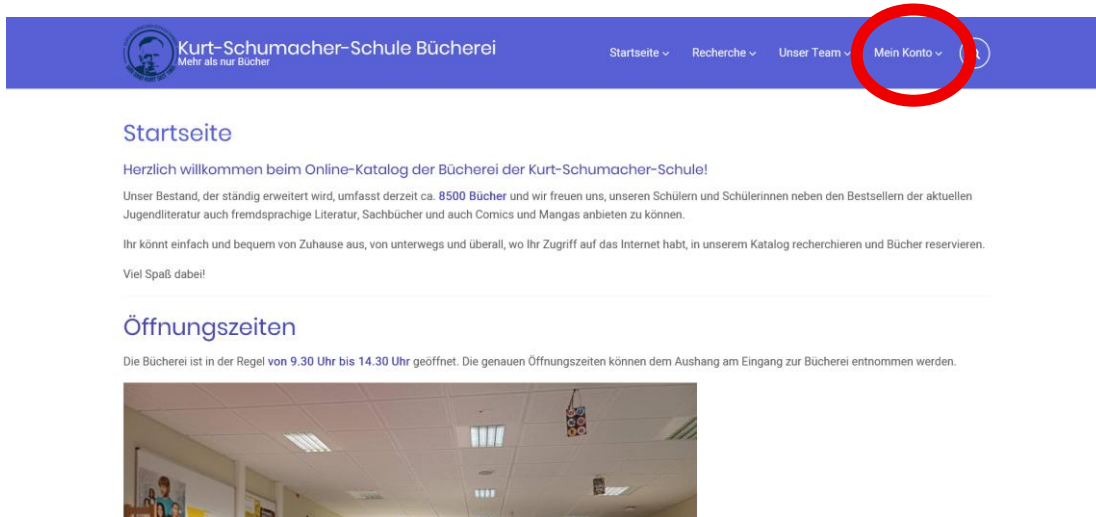 Kurt-Schumacher-Schule Bücherei
Mehr als nur Bücher
Startseite Recherche Unser Team Mein Konto
Startseite
Herzlich willkommen beim Online-Katalog der Bücherei der Kurt-Schumacher-Schule!
Unser Bestand, der ständig erweitert wird, umfasst derzeit ca. 8500 Bücher und wir freuen uns, unseren Schülern und Schülerinnen neben den Bestsellern der aktuellen
Jugendliteratur auch fremdsprachige Literatur, Sachbücher und auch Comics und Mangas anbieten zu können.
Ihr könnt einfach und bequem von Zuhause aus, von unterwegs und überall, wo Ihr Zugriff auf das Internet habt, in unserem Katalog recherchieren und Bücher reservieren.
Viel Spaß dabei!
Öffnungszeiten
Die Bücherei ist in der Regel von 9.30 Uhr bis 14.30 Uhr geöffnet. Die genauen Öffnungszeiten können dem Aushang am Eingang zur Bücherei entnommen werden.